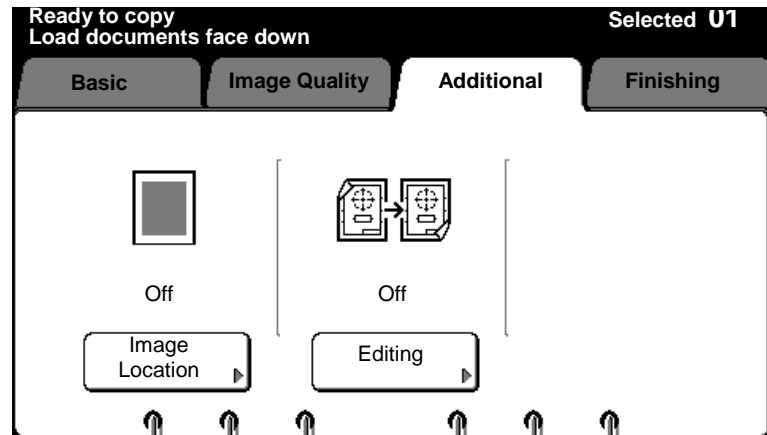 Ready to copy
Selected 01
Load documents face down
Basic
Image Quality
Additional
Finishing
Off
Off
Image
Location
Editing